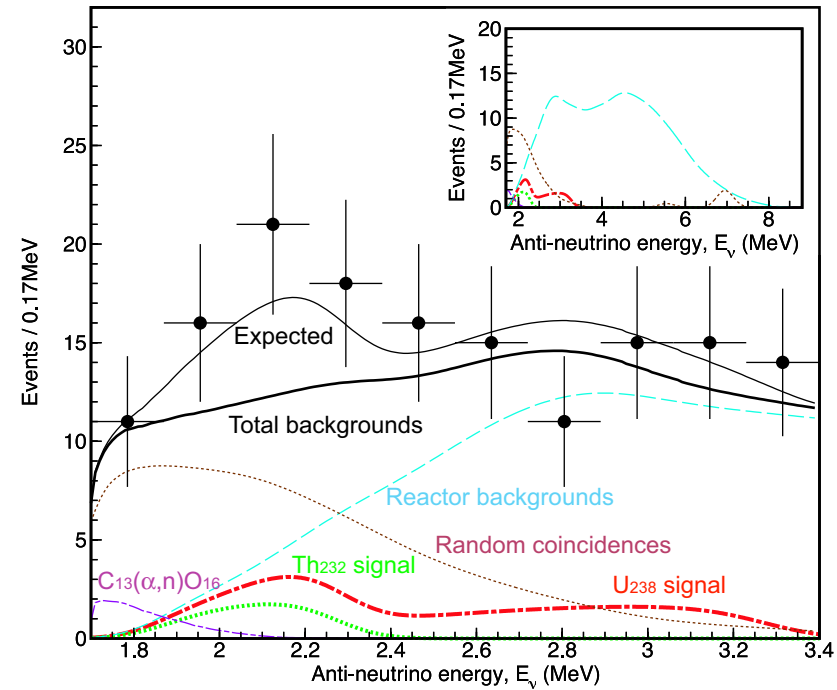 30
25
20
15
10
5
0
Events / 0.17MeV
1.8
2
2.2
2.4
2.6
2.8
3
3.2
3.4
Anti-neutrino energy, Eν (MeV)
Expected
Total backgrounds
Reactor backgrounds
Random coincidences
C13(α,n)O16
Th232 signal
U238 signal
20
15
10
5
0
Events / 0.17MeV
2
4
6
8
Anti-neutrino energy, Eν (MeV)